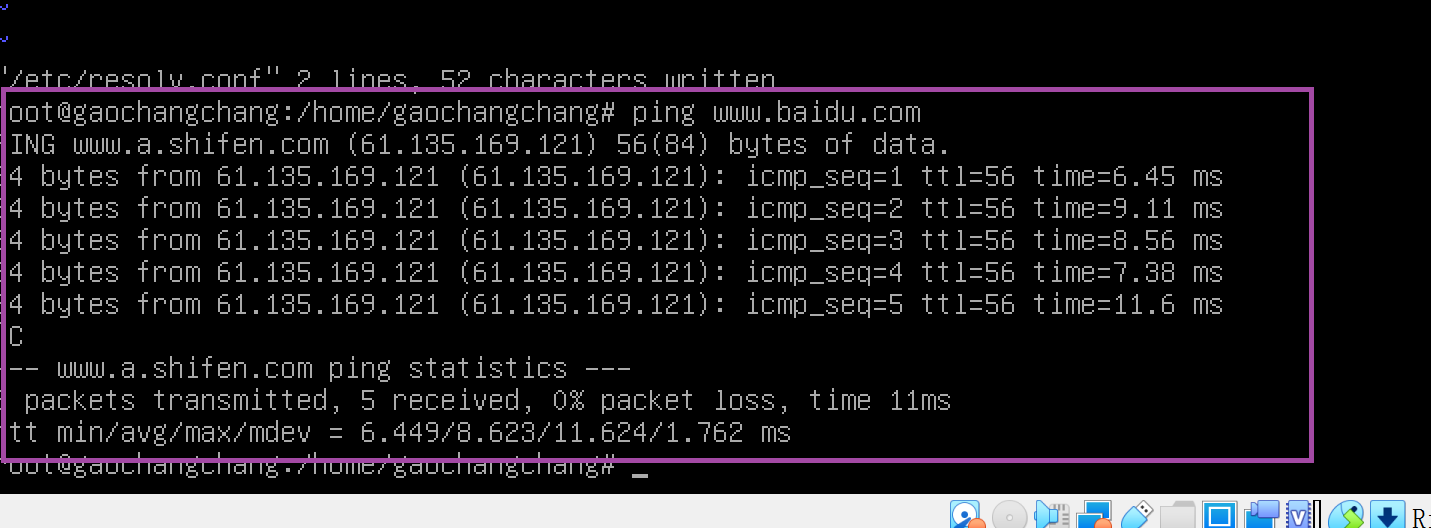 "/etc/resolv.conf" 2 lines, 52 characters written
oot@gaochangchang:/home/gaochangchang# ping www.baidu.com
ING www.a.shifen.com (61.135.169.121) 56(84) bytes of data.
4 bytes from 61.135.169.121 (61.135.169.121): icmp_seq=1 ttl=56 time=6.45 ms
4 bytes from 61.135.169.121 (61.135.169.121): icmp_seq=2 ttl=56 time=9.11 ms
4 bytes from 61.135.169.121 (61.135.169.121): icmp_seq=3 ttl=56 time=8.56 ms
4 bytes from 61.135.169.121 (61.135.169.121): icmp_seq=4 ttl=56 time=7.38 ms
4 bytes from 61.135.169.121 (61.135.169.121): icmp_seq=5 ttl=56 time=11.6 ms
C
-- www.a.shifen.com ping statistics ---
packets transmitted, 5 received, 0% packet loss, time 11ms
tt min/avg/max/mdev = 6.449/8.623/11.624/1.762 ms
oot@gaochangchang:/home/gaochangchang# _